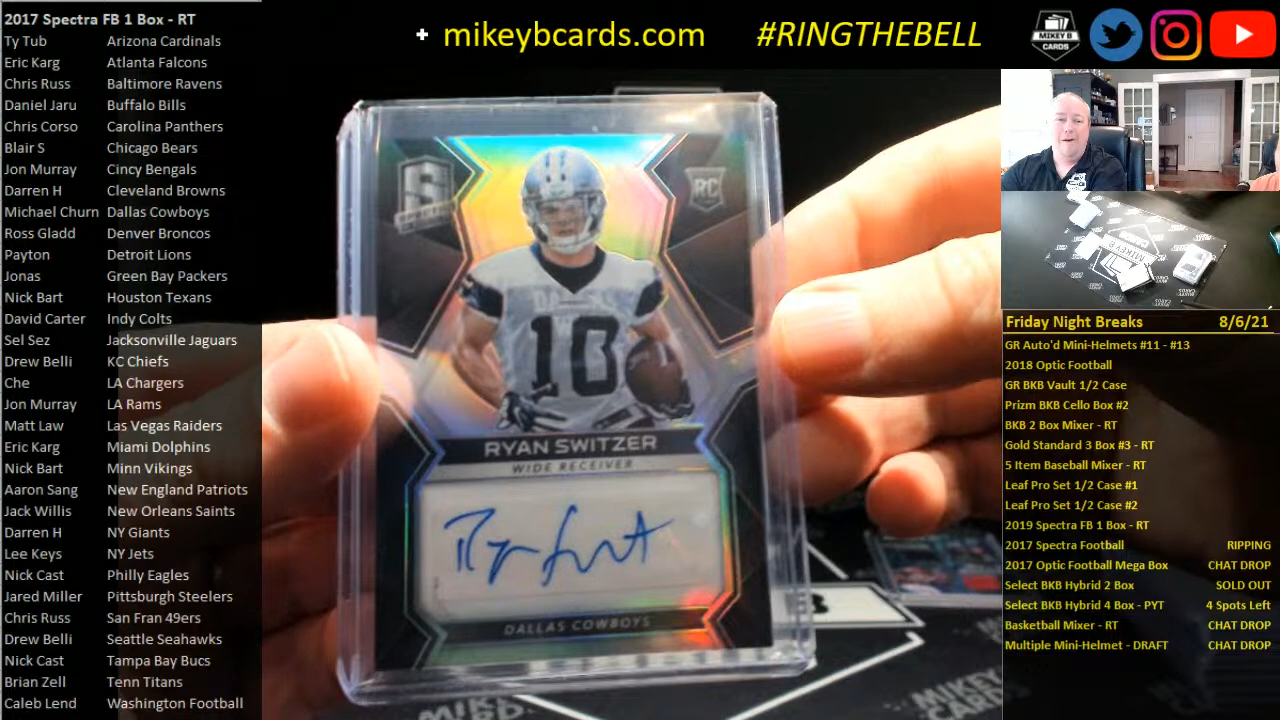 2017 Spectra FB 1 Box - RT
Ty Tub Arizona Cardinals
Eric Karg Atlanta Falcons
Chris Russ Baltimore Ravens
Daniel Jaru Buffalo Bills
Chris Corso Carolina Panthers
Blair S Chicago Bears
Jon Murray Cincy Bengals
Darren H Cleveland Browns
Michael Churn Dallas Cowboys
Ross Gladd Denver Broncos
Payton Detroit Lions
Jonas Green Bay Packers
Nick Bart Houston Texans
David Carter Indy Colts
Sel Sez Jacksonville Jaguars
Drew Belli KC Chiefs
Che LA Chargers
Jon Murray LA Rams
Matt Law Las Vegas Raiders
Eric Karg Miami Dolphins
Nick Bart Minn Vikings
Aaron Sang New England Patriots
Jack Willis New Orleans Saints
Darren H NY Giants
Lee Keys NY Jets
Nick Cast Philly Eagles
Jared Miller Pittsburgh Steelers
Chris Russ San Fran 49ers
Drew Belli Seattle Seahawks
Nick Cast Tampa Bay Bucs
Brian Zell Tenn Titans
Caleb Lend Washington Football
+ mikeybcards.com #RINGTHEBELL
MIKEY B
CARDS
RC
10
RYAN SWITZER
WIDE RECEIVER
DALLAS COWBOYS
MIKEY
CARDS
Friday Night Breaks 8/6/21
GR Auto'd Mini-Helmets #11 - #13
2018 Optic Football
GR BKB Vault 1/2 Case
Prizm BKB Cello Box #2
BKB 2 Box Mixer - RT
Gold Standard 3 Box #3 - RT
5 Item Baseball Mixer - RT
Leaf Pro Set 1/2 Case #1
Leaf Pro Set 1/2 Case #2
2019 Spectra FB 1 Box - RT
2017 Spectra Football RIPPING
2017 Optic Football Mega Box CHAT DROP
Select BKB Hybrid 2 Box SOLD OUT
Select BKB Hybrid 4 Box - PYT 4 Spots Left
Basketball Mixer - RT CHAT DROP
Multiple Mini-Helmet - DRAFT CHAT DROP